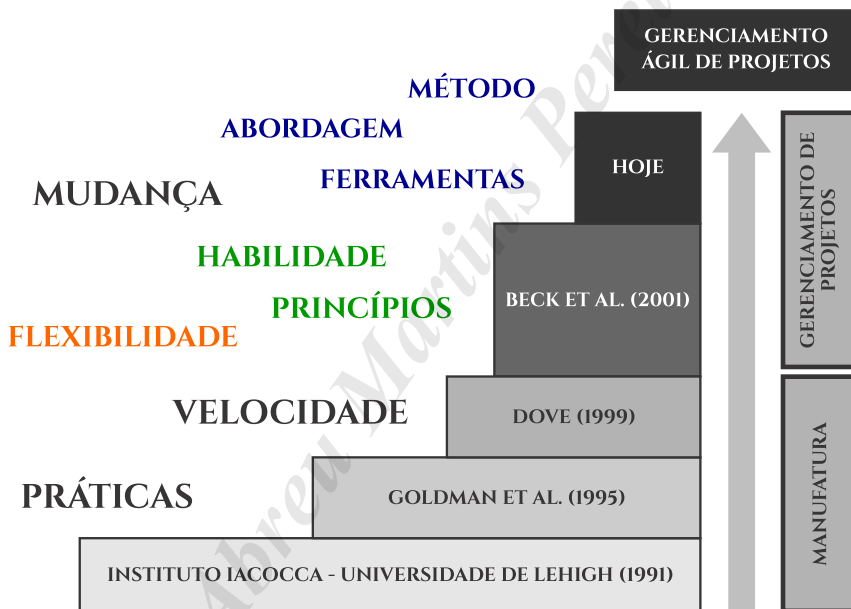 GERENCIAMENTO
ÁGIL DE PROJETOS
MÉTODO
ABORDAGEM
HOJE
FERRAMENTAS
MUDANÇA
GERENCIAMENTO DE
PROJETOS
HABILIDADE
BECK ET AL. (2001)
PRINCÍPIOS
FLEXIBILIDADE
VELOCIDADE
DOVE (1999)
PRÁTICAS
GOLDMAN ET AL. (1995)
MANUFATURA
INSTITUTO IACOCCA - UNIVERSIDADE DE LEHIGH (1991)
Abreu Martins